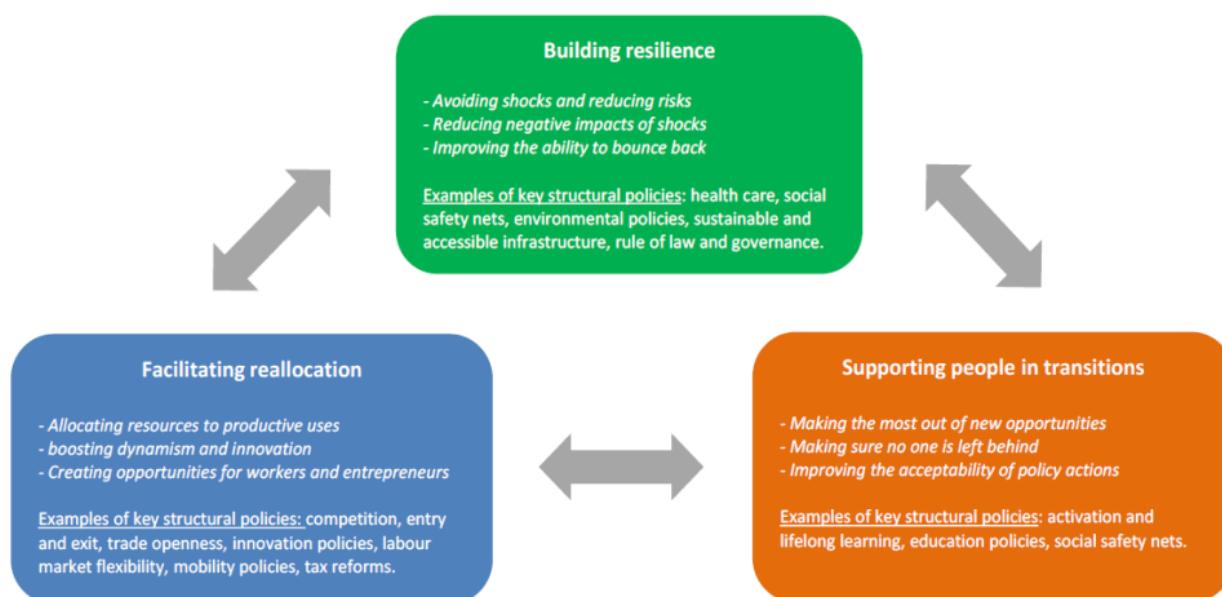 Building resilience
- Avoiding shocks and reducing risks
- Reducing negative impacts of shocks
- Improving the ability to bounce back
Examples of key structural policies: health care, social
safety nets, environmental policies, sustainable and
accessible infrastructure, rule of law and governance.
Facilitating reallocation
- Allocating resources to productive uses
- boosting dynamism and innovation
- Creating opportunities for workers and entrepreneurs
Examples of key structural policies: competition, entry
and exit, trade openness, innovation policies, labour
market flexibility, mobility policies, tax reforms.
Supporting people in transitions
- Making the most out of new opportunities
- Making sure no one is left behind
- Improving the acceptability of policy actions
Examples of key structural policies: activation and
lifelong learning, education policies, social safety nets.